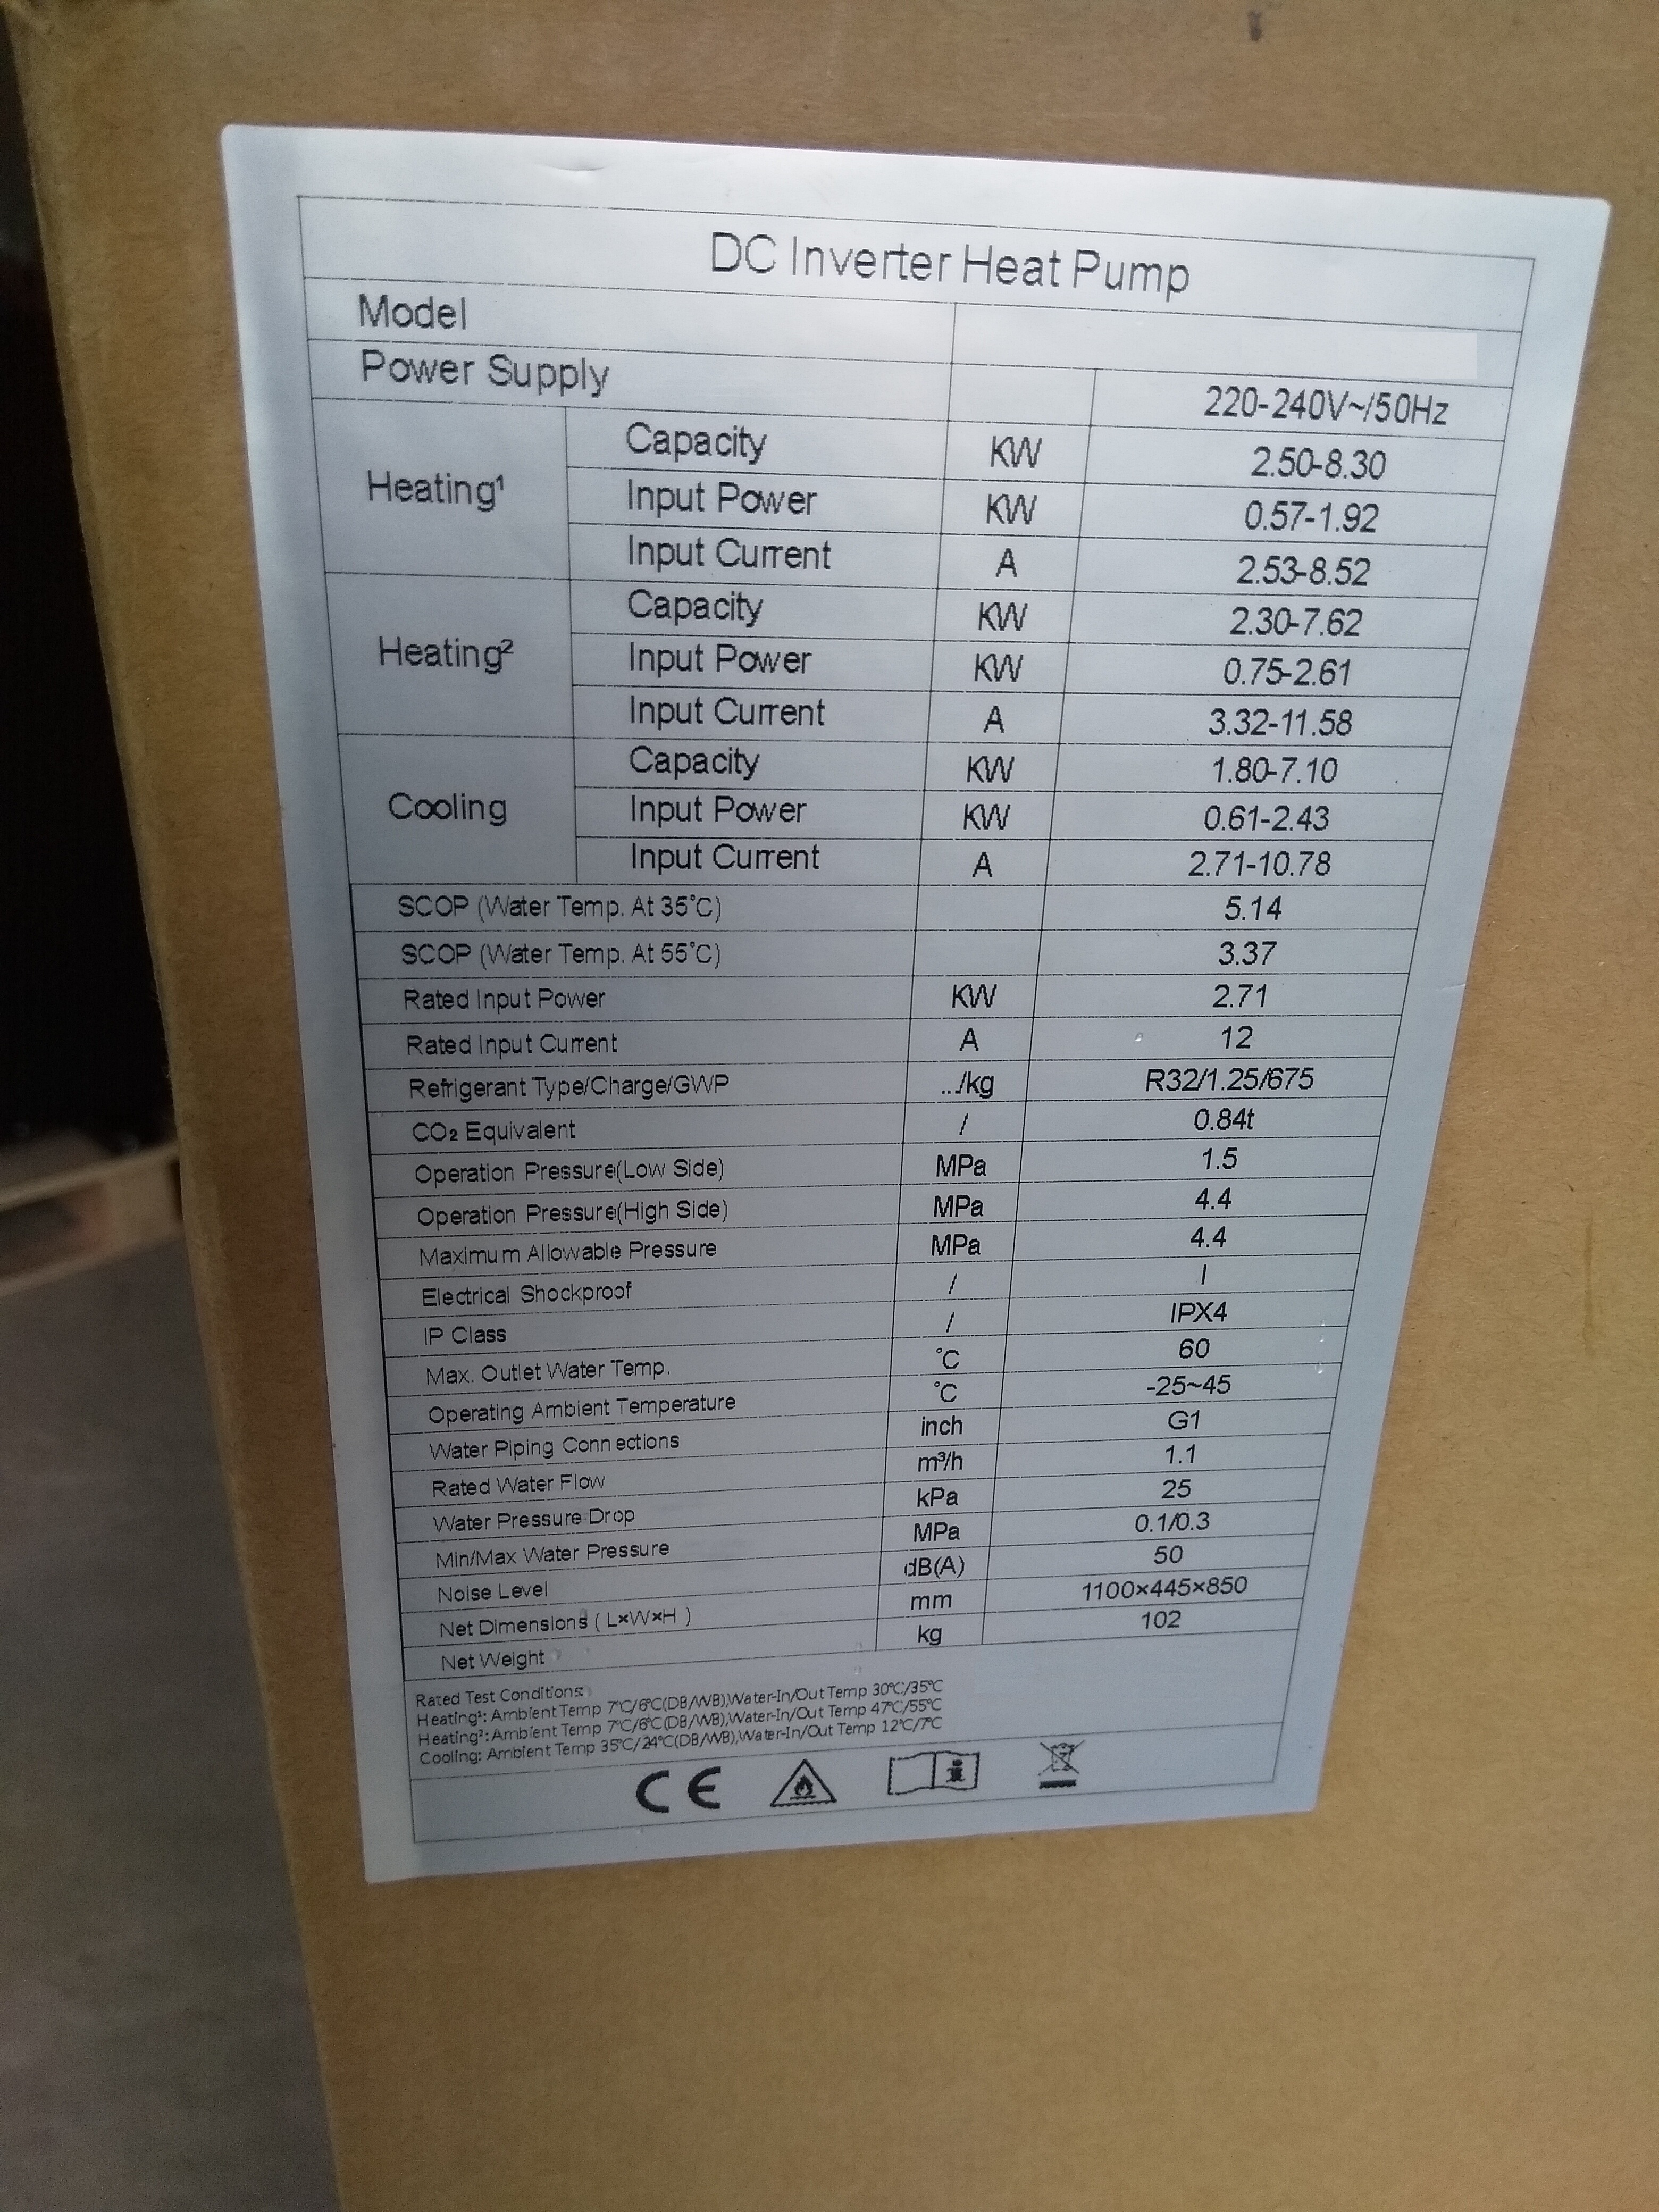 DC Inverter Heat Pump
Model
Power Supply 220-240V~/50Hz
Heating¹ Capacity KW 2.50-8.30
Input Power KW 0.57-1.92
Input Current A 2.53-8.52
Heating² Capacity KW 2.30-7.62
Input Power KW 0.75-2.61
Input Current A 3.32-11.58
Cooling Capacity KW 1.80-7.10
Input Power KW 0.61-2.43
Input Current A 2.71-10.78
SCOP (Water Temp. At 35°C) 5.14
SCOP (Water Temp. At 55°C) 3.37
Rated Input Power KW 2.71
Rated Input Current A 12
Refrigerant Type/Charge/GWP .../kg R32/1.25/675
CO₂ Equivalent / 0.84t
Operation Pressure(Low Side) MPa 1.5
Operation Pressure(High Side) MPa 4.4
Maximum Allowable Pressure MPa 4.4
Electrical Shockproof / I
IP Class / IPX4
Max. Outlet Water Temp. °C 60
Operating Ambient Temperature °C -25~45
Water Piping Connections inch G1
Rated Water Flow m³/h 1.1
Water Pressure Drop kPa 25
Min/Max Water Pressure MPa 0.1/0.3
Noise Level dB(A) 50
Net Dimensions ( L×W×H ) mm 1100×445×850
Net Weight kg 102
Rated Test Conditions:
Heating¹: Ambient Temp 7°C/6°C(DB/WB),Water-In/Out Temp 30°C/35°C
Heating²: Ambient Temp 7°C/6°C(DB/WB),Water-In/Out Temp 47°C/55°C
Cooling: Ambient Temp 35°C/24°C(DB/WB),Water-In/Out Temp 12°C/7°C
CE